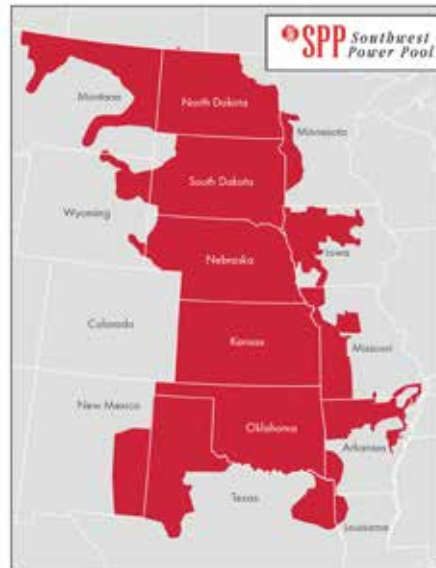 SPP Southwest
Power Pool
Montana
North Dakota
Minnesota
South Dakota
Wyoming
Iowa
Nebraska
Colorado
Kansas
Missouri
New Mexico
Oklahoma
Arkansas
Texas
Louisiana